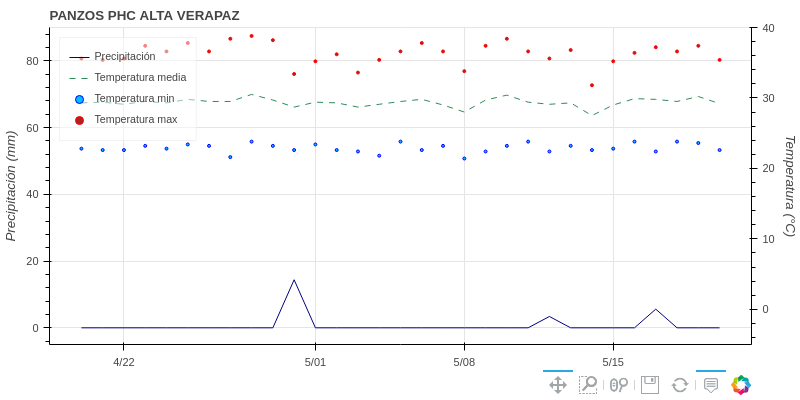 PANZOS PHC ALTA VERAPAZ
Precipitación
Temperatura media
Temperatura min
Temperatura max
Precipitación (mm)
80
60
40
20
0
40
30
20
10
0
Temperatura (°C)
4/22
5/01
5/08
5/15